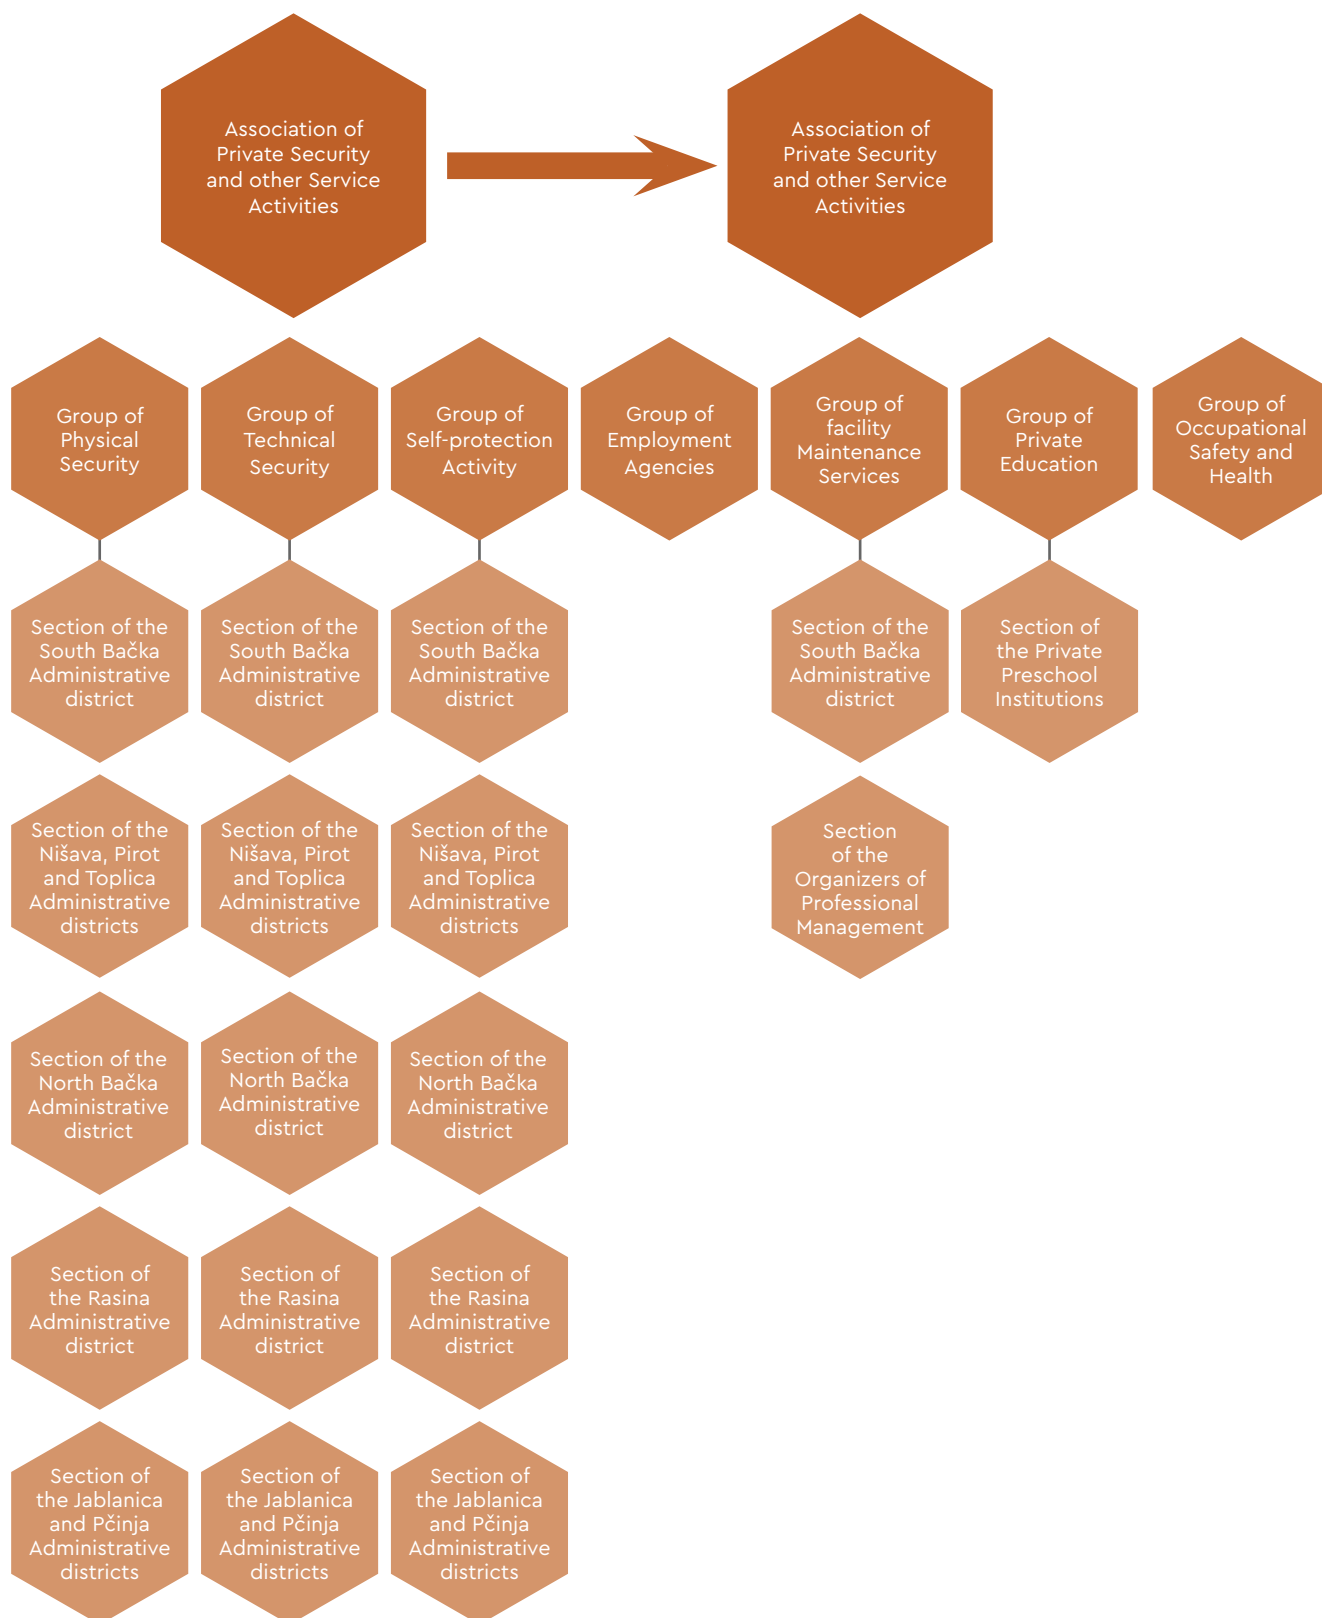 Association of
Private Security
and other Service
Activities
Association of
Private Security
and other Service
Activities
Group of
Physical
Security
Group of
Technical
Security
Group of
Self-protection
Activity
Group of
Employment
Agencies
Group of
facility
Maintenance
Services
Group of
Private
Education
Group of
Occupational
Safety and
Health
Section of the
South Bačka
Administrative
district
Section of the
South Bačka
Administrative
district
Section of the
South Bačka
Administrative
district
Section of the
South Bačka
Administrative
district
Section of
the Private
Preschool
Institutions
Section of the
Nišava, Pirot
and Toplica
Administrative
districts
Section of the
Nišava, Pirot
and Toplica
Administrative
districts
Section of the
Nišava, Pirot
and Toplica
Administrative
districts
Section
of the
Organizers of
Professional
Management
Section of the
North Bačka
Administrative
district
Section of the
North Bačka
Administrative
district
Section of the
North Bačka
Administrative
district
Section of
the Rasina
Administrative
district
Section of
the Rasina
Administrative
district
Section of
the Rasina
Administrative
district
Section of
the Jablanica
and Pčinja
Administrative
districts
Section of
the Jablanica
and Pčinja
Administrative
districts
Section of
the Jablanica
and Pčinja
Administrative
districts